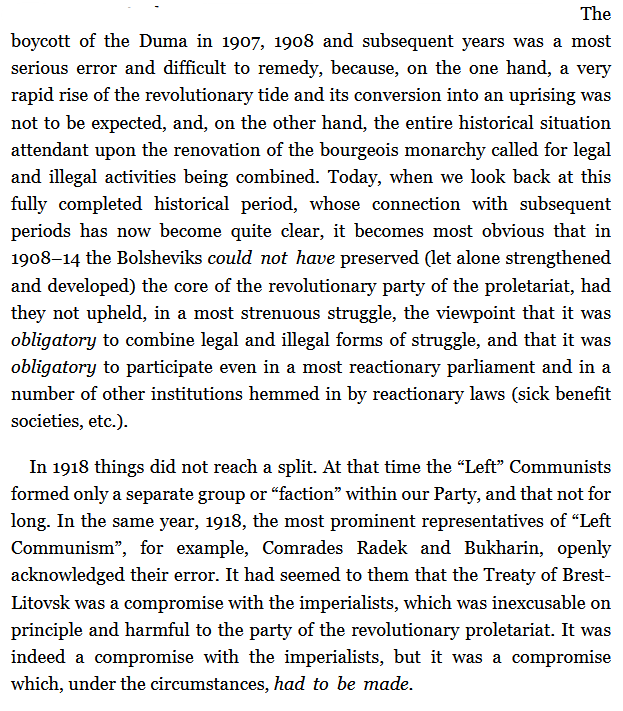 The
boycott of the Duma in 1907, 1908 and subsequent years was a most
serious error and difficult to remedy, because, on the one hand, a very
rapid rise of the revolutionary tide and its conversion into an uprising was
not to be expected, and, on the other hand, the entire historical situation
attendant upon the renovation of the bourgeois monarchy called for legal
and illegal activities being combined. Today, when we look back at this
fully completed historical period, whose connection with subsequent
periods has now become quite clear, it becomes most obvious that in
1908–14 the Bolsheviks could not have preserved (let alone strengthened
and developed) the core of the revolutionary party of the proletariat, had
they not upheld, in a most strenuous struggle, the viewpoint that it was
obligatory to combine legal and illegal forms of struggle, and that it was
obligatory to participate even in a most reactionary parliament and in a
number of other institutions hemmed in by reactionary laws (sick benefit
societies, etc.).
In 1918 things did not reach a split. At that time the “Left” Communists
formed only a separate group or “faction” within our Party, and that not for
long. In the same year, 1918, the most prominent representatives of “Left
Communism”, for example, Comrades Radek and Bukharin, openly
acknowledged their error. It had seemed to them that the Treaty of Brest-
Litovsk was a compromise with the imperialists, which was inexcusable on
principle and harmful to the party of the revolutionary proletariat. It was
indeed a compromise with the imperialists, but it was a compromise
which, under the circumstances, had to be made.